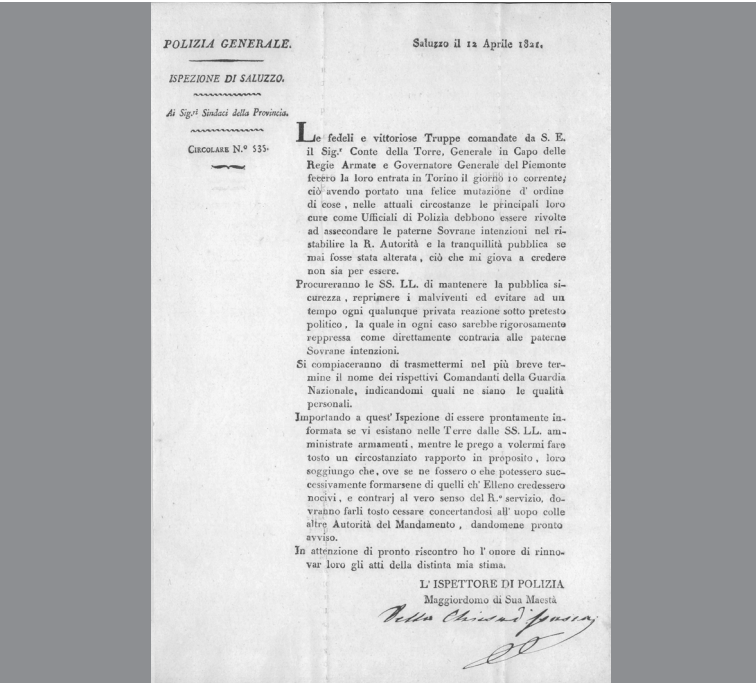 POLIZIA GENERALE.
ISPEZIONE DI SALUZZO.
Ai Sig.ri Sindaci della Provincia.
CIRCOLARE N.º 535.
Saluzzo il 12 Aprile 1821.
Le fedeli e vittoriose Truppe comandate da S. E.
il Sig.r Conte della Torre, Generale in Capo delle
Regie Armate e Governatore Generale del Piemonte
fecero la loro entrata in Torino il giorno 10 corrente;
ciò avendo portato una felice mutazione d' ordine
di cose, nelle attuali circostanze le principali loro
cure come Ufficiali di Polizia debbono essere rivolte
ad assecondare le paterne Sovrane intenzioni nel ri-
stabilire la R. Autorità e la tranquillità pubblica se
mai fosse stata alterata, ciò che mi giova a credere
non sia per essere.
Procureranno le SS. LL. di mantenere la pubblica si-
curezza, reprimere i malviventi ed evitare ad un
tempo ogni qualunque privata reazione sotto pretesto
politico, la quale in ogni caso sarebbe rigorosamente
reppressa come direttamente contraria alle paterne
Sovrane intenzioni.
Si compiaceranno di trasmettermi nel più breve ter-
mine il nome dei rispettivi Comandanti della Guardia
Nazionale, indicandomi quali ne siano le qualità
personali.
Importando a quest' Ispezione di essere prontamente in-
formata se vi esistano nelle Terre dalle SS. LL. am-
ministrate armamenti, mentre le prego a volermi fare
tosto un circostanziato rapporto in proposito, loro
soggiungo che, ove se ne fossero o che potessero suc-
cessivamente formarsene di quelli ch' Elleno credessero
nocivi, e contrarj al vero senso del R.º servizio, do-
vranno farli tosto cessare concertandosi all' uopo colle
altre Autorità del Mandamento, dandomene pronto
avviso.
In attenzione di pronto riscontro ho l' onore di rinno-
var loro gli atti della distinta mia stima.
L' ISPETTORE DI POLIZIA
Maggiordomo di Sua Maestà
Della Chiesa